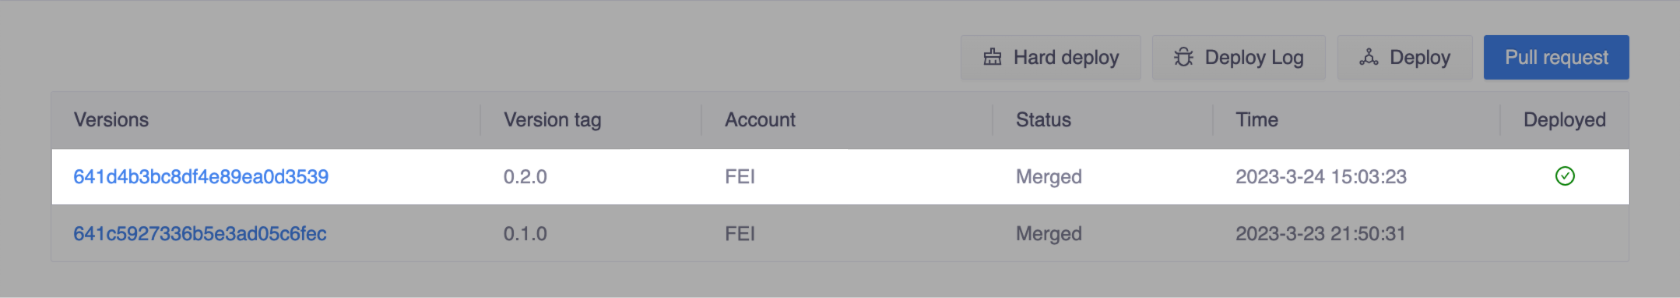 Hard deploy Deploy Log Deploy Pull request
Versions Version tag Account Status Time Deployed
641d4b3bc8df4e89ea0d3539 0.2.0 FEI Merged 2023-3-24 15:03:23
641c5927336b5e3ad05c6fec 0.1.0 FEI Merged 2023-3-23 21:50:31